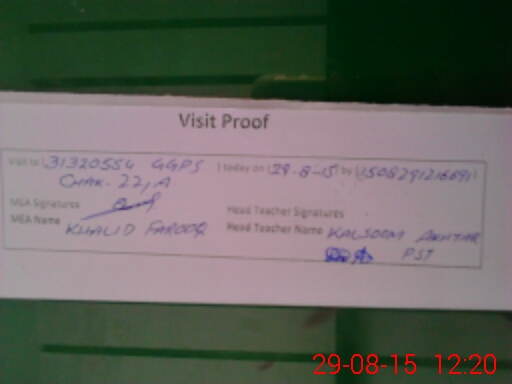 Visit Proof
Visit to (31320554 GGPS ) today on (29-8-15) by (1508291216691)
CHAK. 22, A
MEA Signatures
Head Teacher Signatures
MEA Name KHALID FAROOQ
Head Teacher Name KALSOOM AKHTAR
PST
29-08-15 12:20